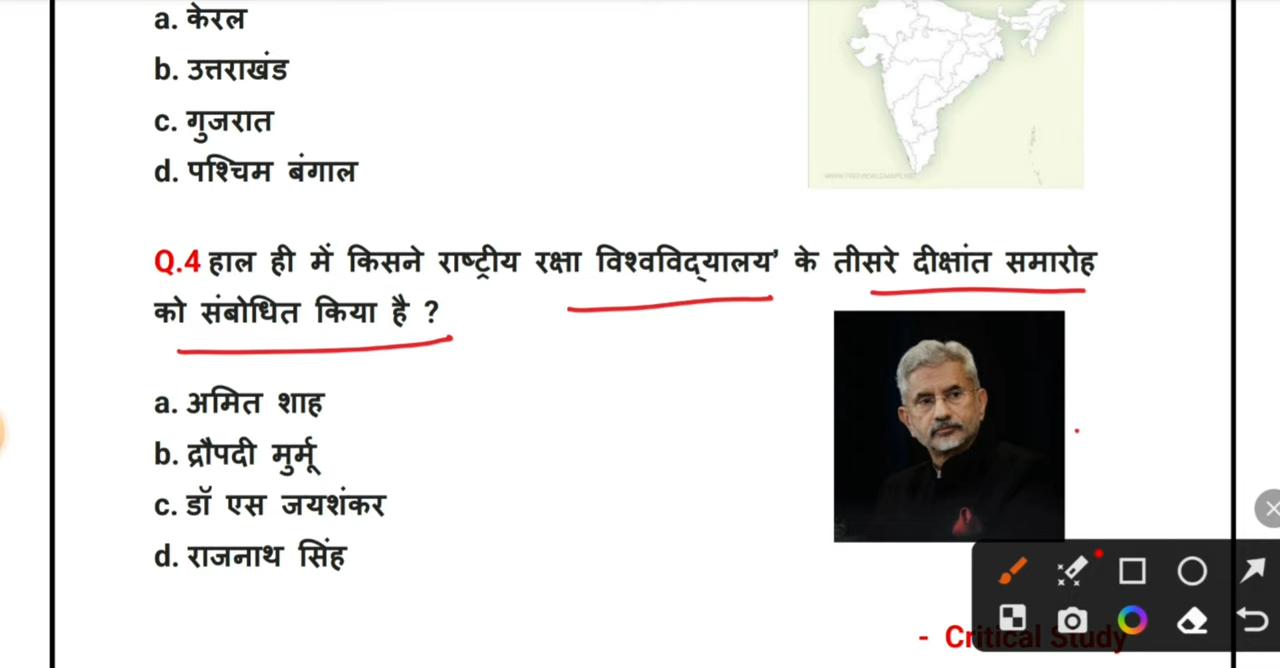 a. केरल
b. उत्तराखंड
c. गुजरात
d. पश्चिम बंगाल
Q.4 हाल ही में किसने राष्ट्रीय रक्षा विश्वविद्यालय' के तीसरे दीक्षांत समारोह
को संबोधित किया है ?
a. अमित शाह
b. द्रौपदी मुर्मू
c. डॉ एस जयशंकर
d. राजनाथ सिंह
- Critical Study